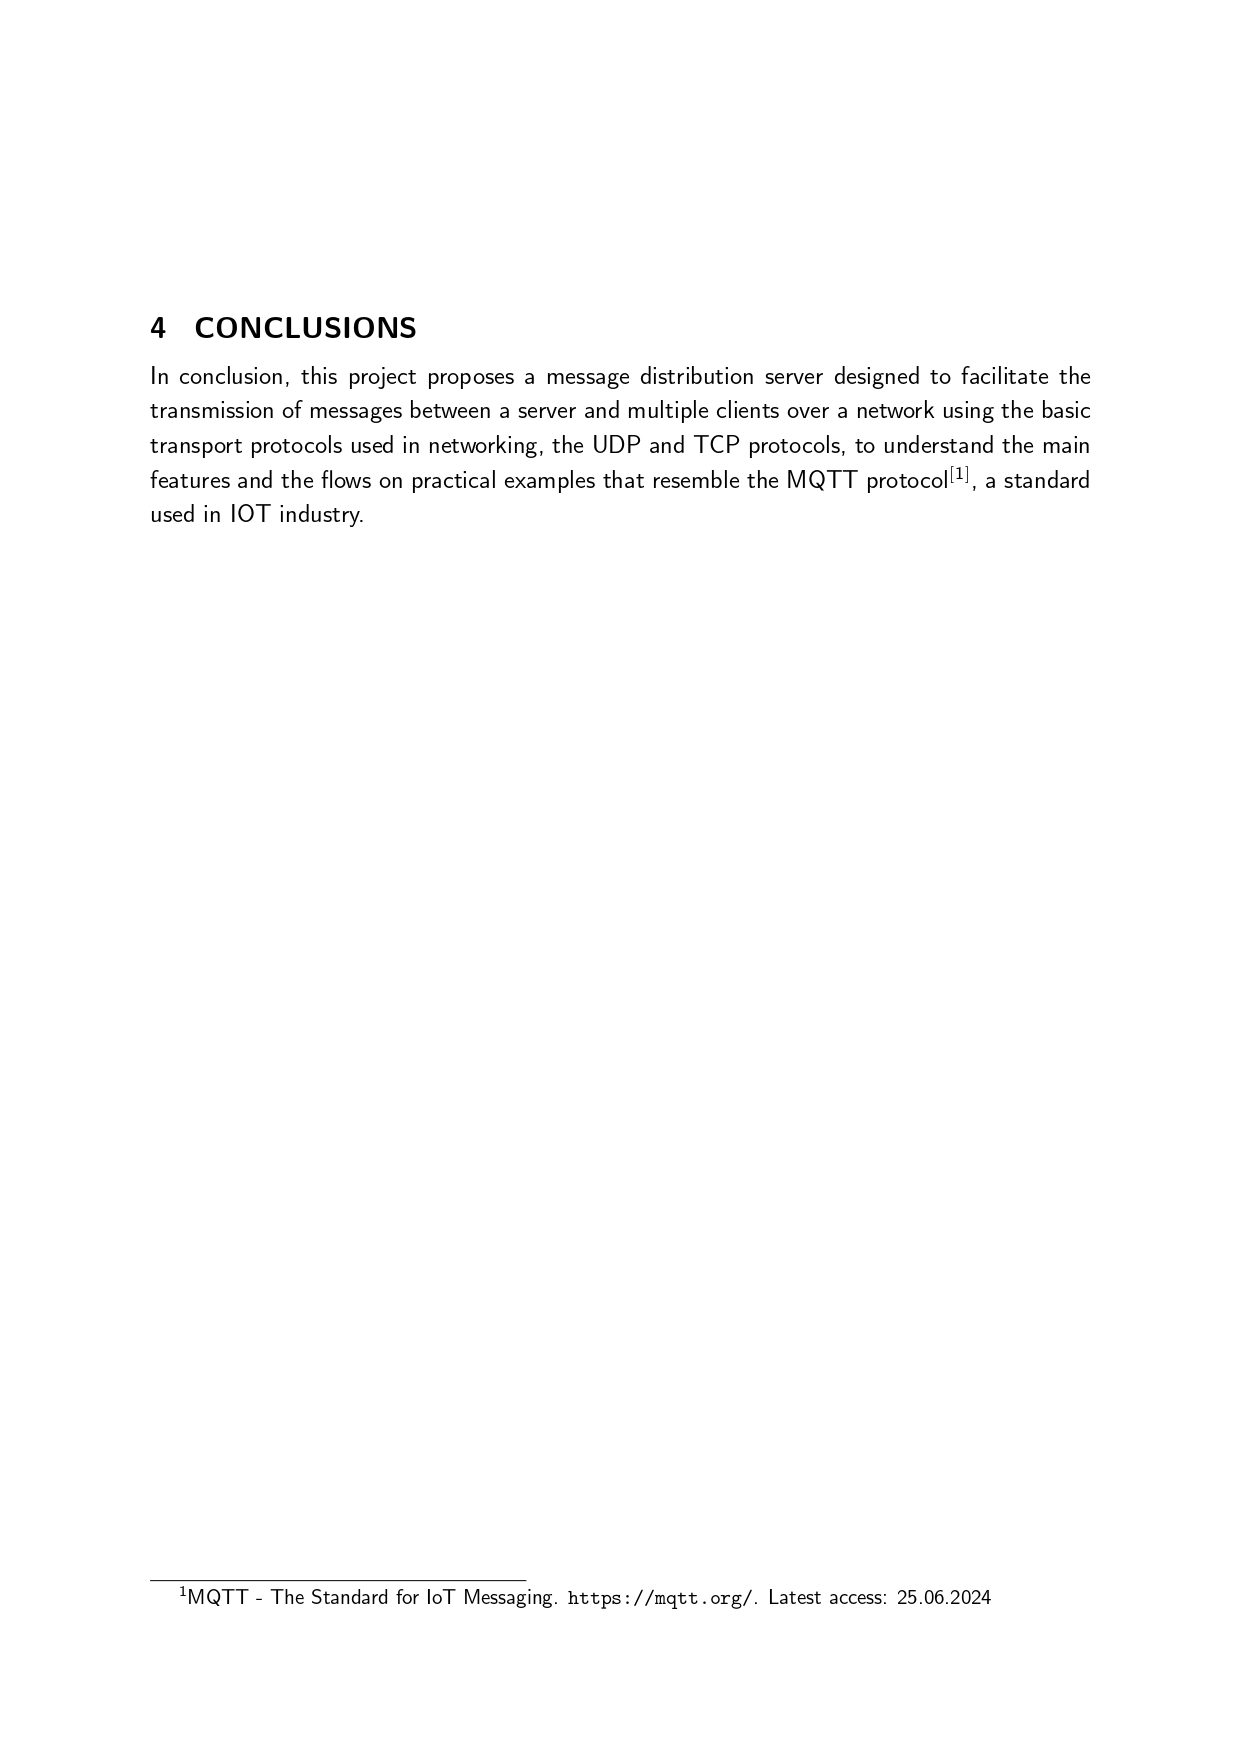 4 CONCLUSIONS
In conclusion, this project proposes a message distribution server designed to facilitate the
transmission of messages between a server and multiple clients over a network using the basic
transport protocols used in networking, the UDP and TCP protocols, to understand the main
features and the flows on practical examples that resemble the MQTT protocol[1], a standard
used in IOT industry.
1MQTT - The Standard for IoT Messaging. https://mqtt.org/. Latest access: 25.06.2024